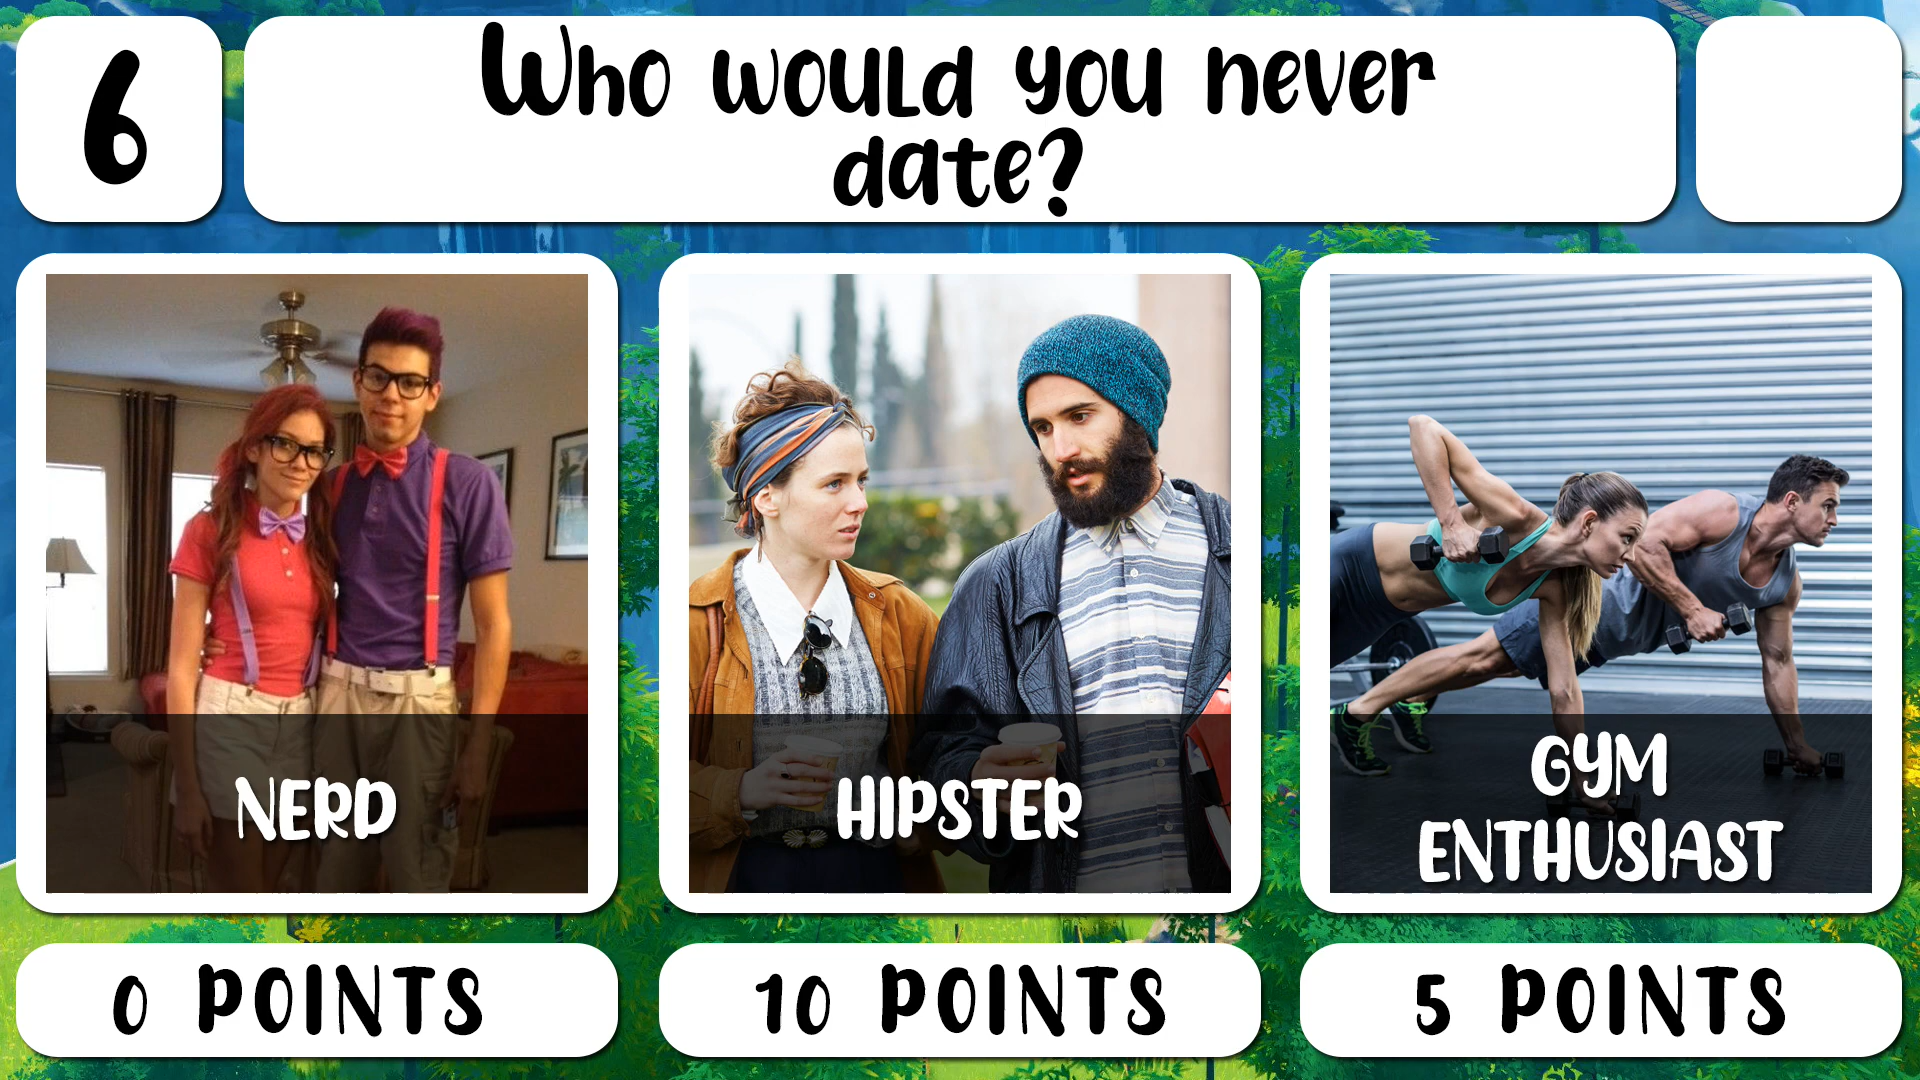 6
Who would you never
date?
NERD
HIPSTER
GYM
ENTHUSIAST
0 POINTS
10 POINTS
5 POINTS